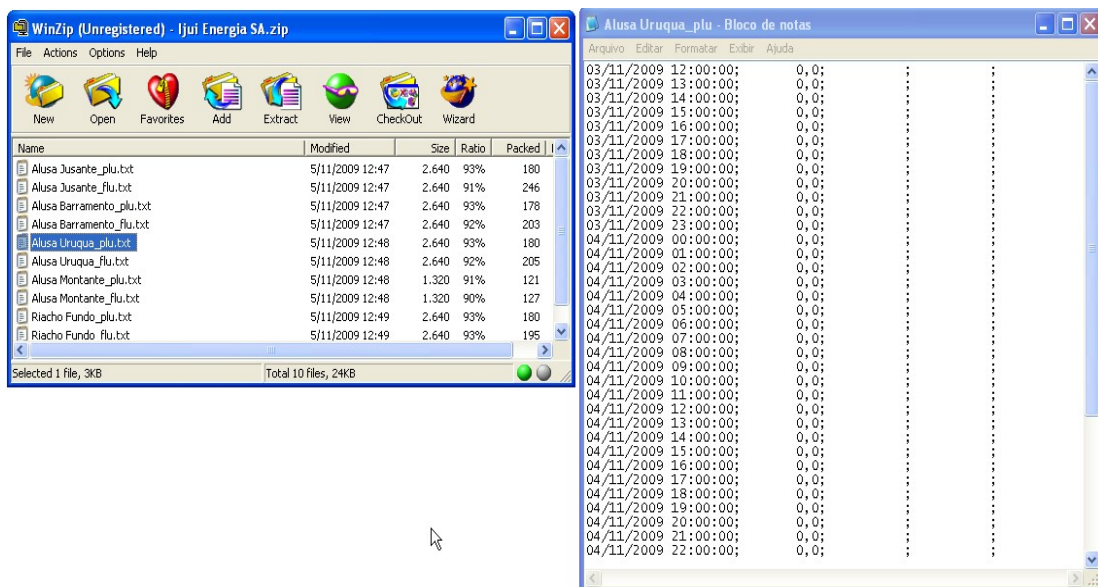 WinZip (Unregistered) - Ijui Energia SA.zip
File Actions Options Help
New Open Favorites Add Extract View CheckOut Wizard
Name Modified Size Ratio Packed
Alusa Jusante_plu.txt 5/11/2009 12:47 2.640 93% 180
Alusa Jusante_flu.txt 5/11/2009 12:47 2.640 91% 246
Alusa Barramento_plu.txt 5/11/2009 12:47 2.640 93% 178
Alusa Barramento_flu.txt 5/11/2009 12:47 2.640 92% 203
Alusa Uruqua_plu.txt 5/11/2009 12:48 2.640 93% 180
Alusa Uruqua_flu.txt 5/11/2009 12:48 2.640 92% 205
Alusa Montante_plu.txt 5/11/2009 12:48 1.320 91% 121
Alusa Montante_flu.txt 5/11/2009 12:48 1.320 90% 127
Riacho Fundo_plu.txt 5/11/2009 12:49 2.640 93% 180
Riacho Fundo_flu.txt 5/11/2009 12:49 2.640 93% 195
Selected 1 file, 3KB Total 10 files, 24KB
Alusa Uruqua_plu - Bloco de notas
Arquivo Editar Formatar Exibir Ajuda
03/11/2009 12:00:00; 0,0; ; ;
03/11/2009 13:00:00; 0,0; ; ;
03/11/2009 14:00:00; 0,0; ; ;
03/11/2009 15:00:00; 0,0; ; ;
03/11/2009 16:00:00; 0,0; ; ;
03/11/2009 17:00:00; 0,0; ; ;
03/11/2009 18:00:00; 0,0; ; ;
03/11/2009 19:00:00; 0,0; ; ;
03/11/2009 20:00:00; 0,0; ; ;
03/11/2009 21:00:00; 0,0; ; ;
03/11/2009 22:00:00; 0,0; ; ;
03/11/2009 23:00:00; 0,0; ; ;
04/11/2009 00:00:00; 0,0; ; ;
04/11/2009 01:00:00; 0,0; ; ;
04/11/2009 02:00:00; 0,0; ; ;
04/11/2009 03:00:00; 0,0; ; ;
04/11/2009 04:00:00; 0,0; ; ;
04/11/2009 05:00:00; 0,0; ; ;
04/11/2009 06:00:00; 0,0; ; ;
04/11/2009 07:00:00; 0,0; ; ;
04/11/2009 08:00:00; 0,0; ; ;
04/11/2009 09:00:00; 0,0; ; ;
04/11/2009 10:00:00; 0,0; ; ;
04/11/2009 11:00:00; 0,0; ; ;
04/11/2009 12:00:00; 0,0; ; ;
04/11/2009 13:00:00; 0,0; ; ;
04/11/2009 14:00:00; 0,0; ; ;
04/11/2009 15:00:00; 0,0; ; ;
04/11/2009 16:00:00; 0,0; ; ;
04/11/2009 17:00:00; 0,0; ; ;
04/11/2009 18:00:00; 0,0; ; ;
04/11/2009 19:00:00; 0,0; ; ;
04/11/2009 20:00:00; 0,0; ; ;
04/11/2009 21:00:00; 0,0; ; ;
04/11/2009 22:00:00; 0,0; ; ;